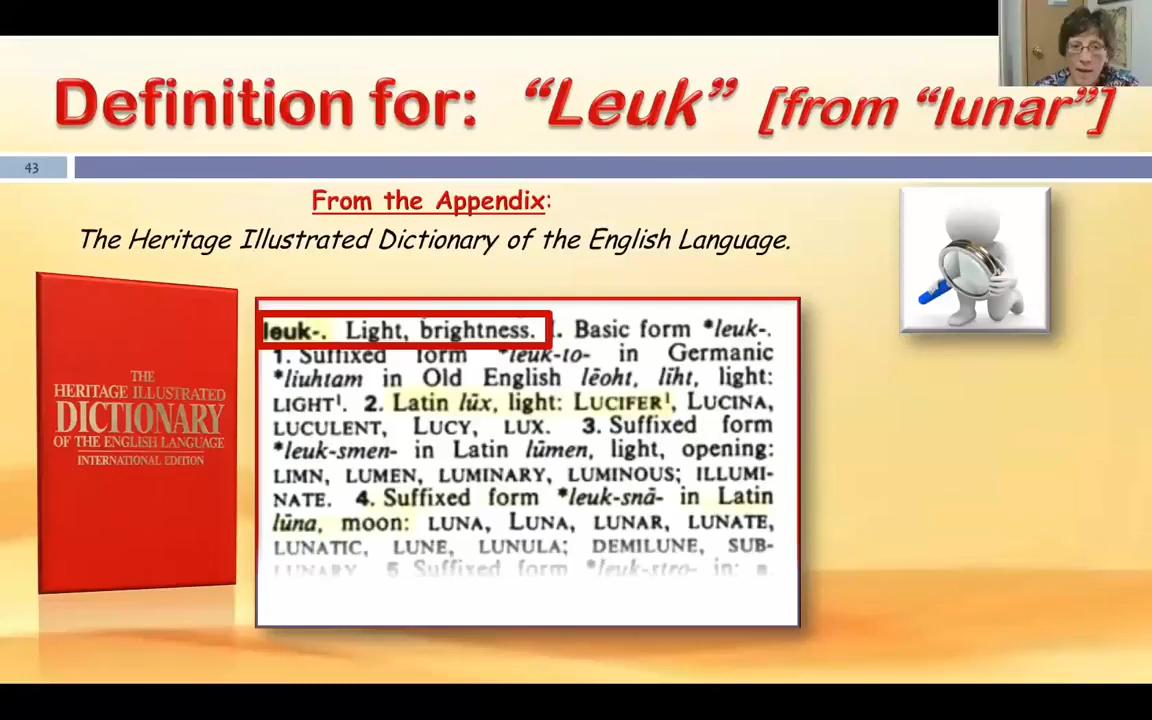 Definition for: “Leuk” [from “lunar”]
43
From the Appendix:
The Heritage Illustrated Dictionary of the English Language.
THE
HERITAGE ILLUSTRATED
DICTIONARY
OF THE ENGLISH LANGUAGE
INTERNATIONAL EDITION
leuk-. Light, brightness. I. Basic form *leuk-.
1. Suffixed form *leuk-to- in Germanic
*liuhtam in Old English lēoht, līht, light:
LIGHT¹. 2. Latin lūx, light: LUCIFER¹, LUCINA,
LUCULENT, LUCY, LUX. 3. Suffixed form
*leuk-smen- in Latin lūmen, light, opening:
LIMN, LUMEN, LUMINARY, LUMINOUS; ILLUMI-
NATE. 4. Suffixed form *leuk-snā- in Latin
lūna, moon: LUNA, LUNA, LUNAR, LUNATE,
LUNATIC, LUNE, LUNULA; DEMILUNE, SUB-
LUNARY. 5 Suffixed form *leuk-stro- in: a.